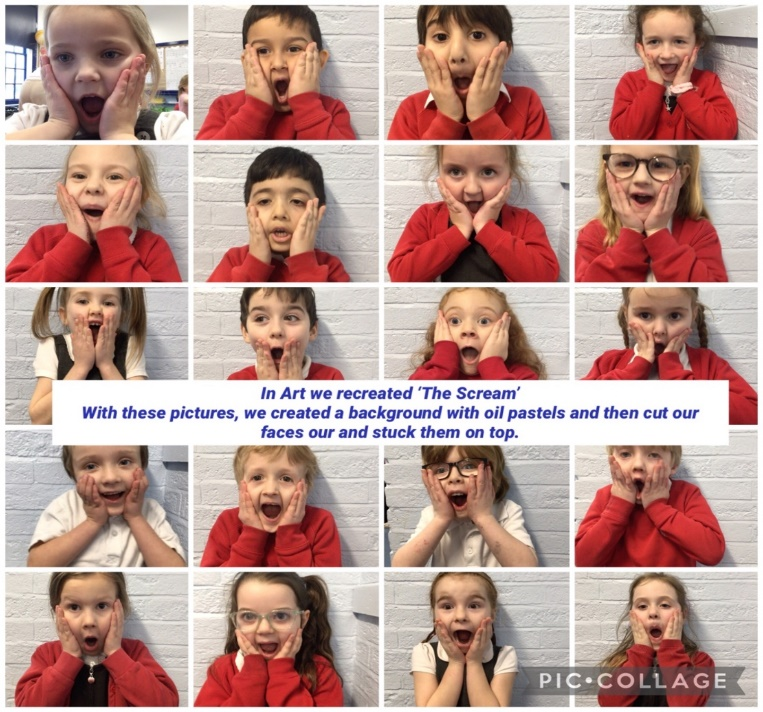 In Art we recreated ‘The Scream’
With these pictures, we created a background with oil pastels and then cut our
faces our and stuck them on top.
PIC•COLLAGE